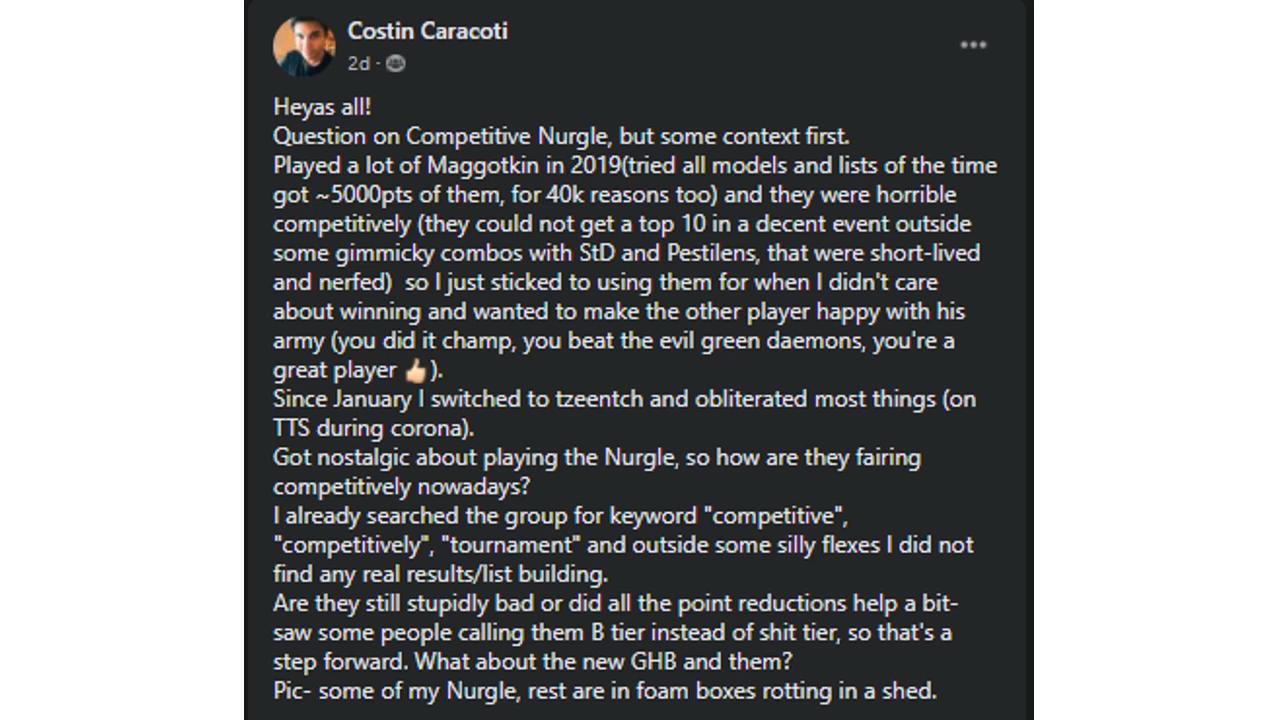 Costin Caracoti
2d ·
Heyas all!
Question on Competitive Nurgle, but some context first.
Played a lot of Maggotkin in 2019(tried all models and lists of the time
got ~5000pts of them, for 40k reasons too) and they were horrible
competitively (they could not get a top 10 in a decent event outside
some gimmicky combos with StD and Pestilens, that were short-lived
and nerfed)  so I just sticked to using them for when I didn't care
about winning and wanted to make the other player happy with his
army (you did it champ, you beat the evil green daemons, you're a
great player 👍🏻).
Since January I switched to tzeentch and obliterated most things (on
TTS during corona).
Got nostalgic about playing the Nurgle, so how are they fairing
competitively nowadays?
I already searched the group for keyword "competitive",
"competitively", "tournament" and outside some silly flexes I did not
find any real results/list building.
Are they still stupidly bad or did all the point reductions help a bit-
saw some people calling them B tier instead of shit tier, so that's a
step forward. What about the new GHB and them?
Pic- some of my Nurgle, rest are in foam boxes rotting in a shed.